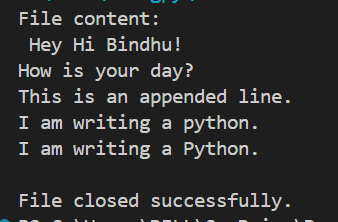 File content:
 Hey Hi Bindhu!
How is your day?
This is an appended line.
I am writing a python.
I am writing a Python.

File closed successfully.